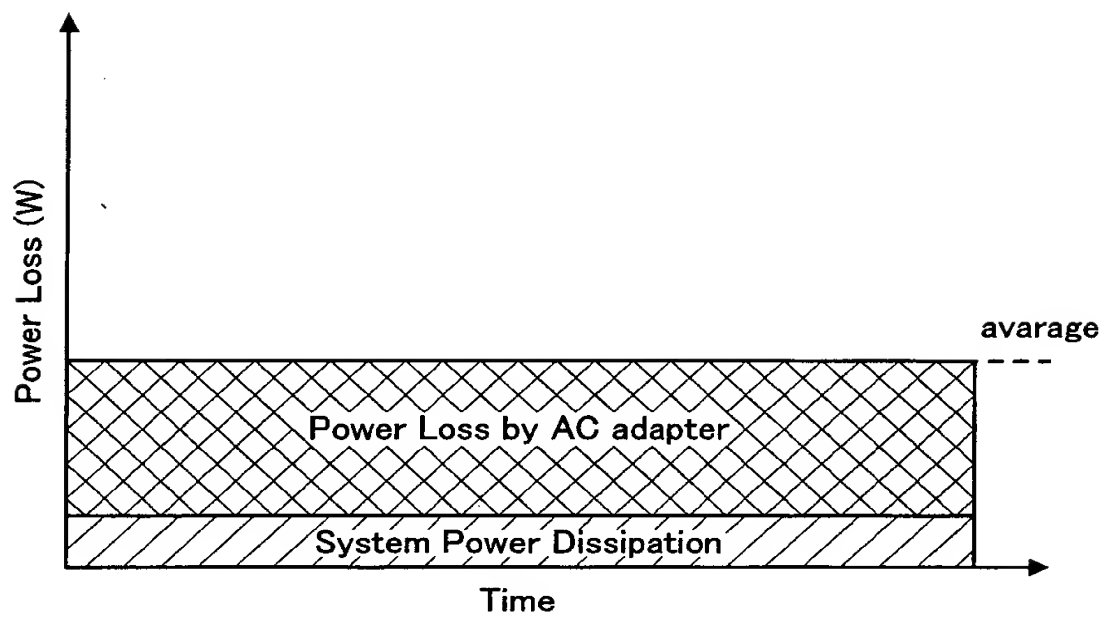 Power Loss (W)
avarage
Power Loss by AC adapter
System Power Dissipation
Time